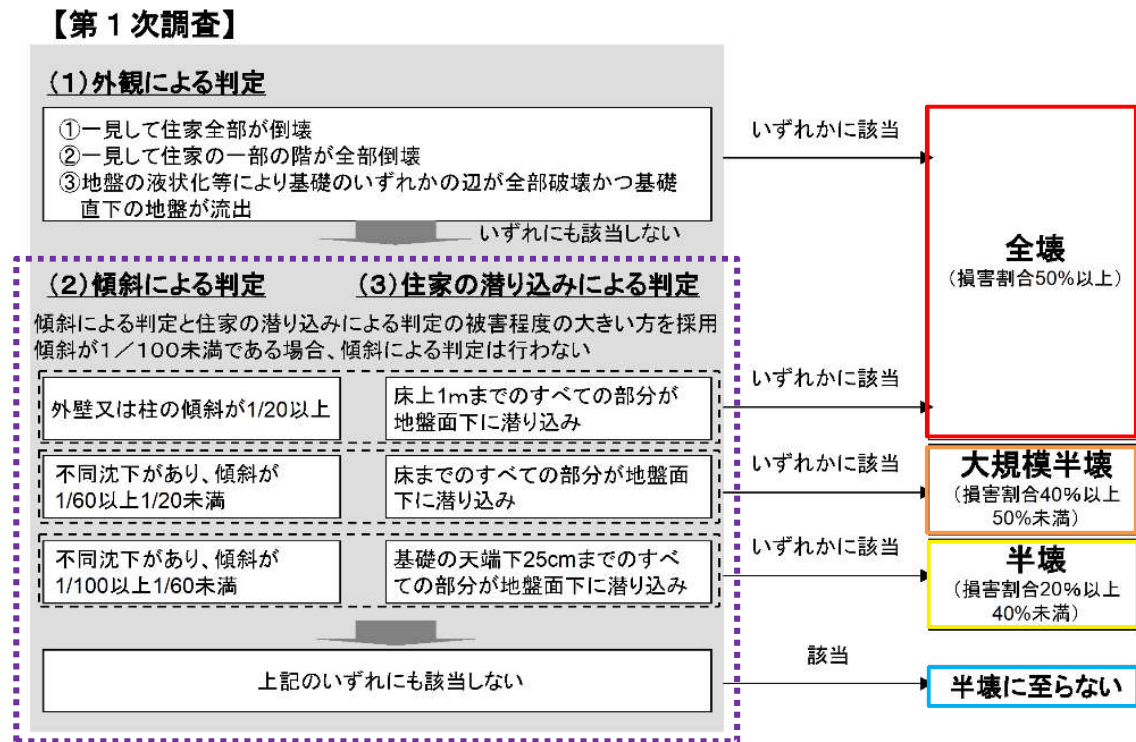 【第１次調査】
(1)外観による判定
①一見して住家全部が倒壊
②一見して住家の一部の階が全部倒壊
③地盤の液状化等により基礎のいずれかの辺が全部破壊かつ基礎
直下の地盤が流出
いずれかに該当
いずれにも該当しない
全壊
（損害割合50％以上）
(2)傾斜による判定
(3)住家の潜り込みによる判定
傾斜による判定と住家の潜り込みによる判定の被害程度の大きい方を採用
傾斜が１／１００未満である場合、傾斜による判定は行わない
外壁又は柱の傾斜が1/20以上
床上１ｍまでのすべての部分が
地盤面下に潜り込み
いずれかに該当
不同沈下があり、傾斜が
1/60以上1/20未満
床までのすべての部分が地盤面
下に潜り込み
いずれかに該当
大規模半壊
（損害割合40％以上
50％未満）
不同沈下があり、傾斜が
1/100以上1/60未満
基礎の天端下25cmまでのすべ
ての部分が地盤面下に潜り込み
いずれかに該当
半壊
（損害割合20％以上
40％未満）
上記のいずれにも該当しない
該当
半壊に至らない